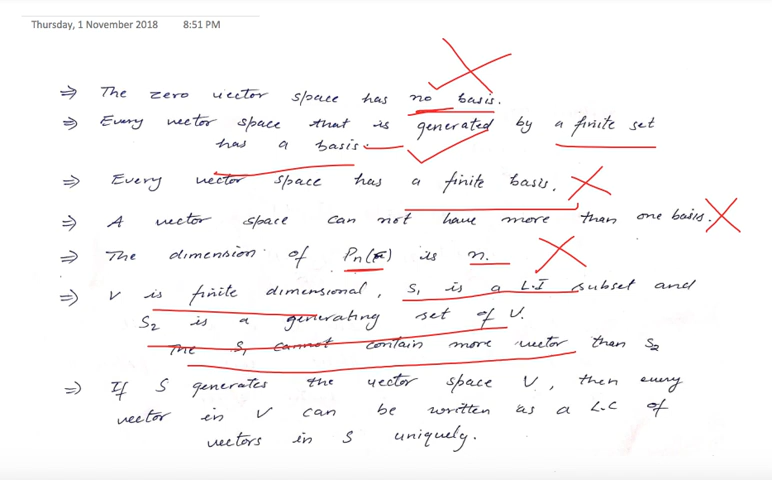 Thursday, 1 November 2018 8:51 PM
⇒ The zero vector space has no basis.
⇒ Every vector space that is generated by a finite set
has a basis.
⇒ Every vector space has a finite basis.
⇒ A vector space can not have more than one basis.
⇒ The dimension of Pn(F) is n.
⇒ V is finite dimensional, S₁ is a L.I subset and
S₂ is a generating set of V.
The S₁ cannot contain more vector than S₂
⇒ If S generates the vector space V, then every
vector in V can be written as a L.C of
vectors in S uniquely.